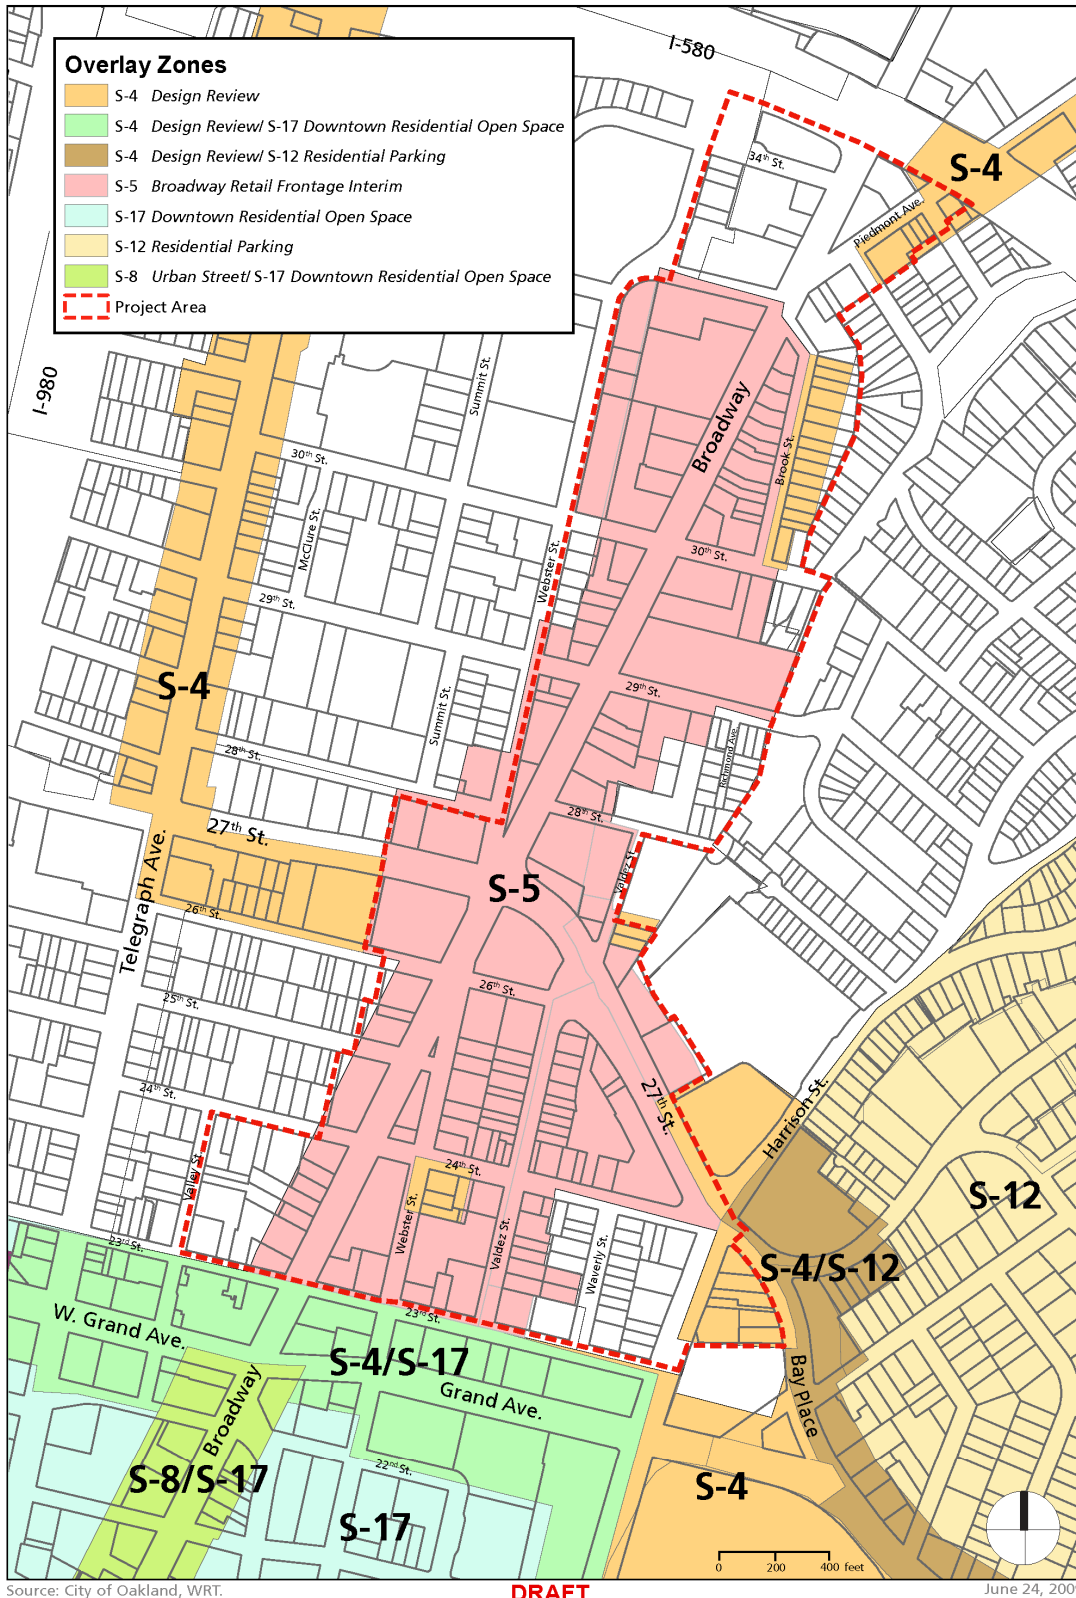 I-580
Overlay Zones
S-4 Design Review
S-4 Design Review/ S-17 Downtown Residential Open Space
S-4 Design Review/ S-12 Residential Parking
S-5 Broadway Retail Frontage Interim
S-17 Downtown Residential Open Space
S-12 Residential Parking
S-8 Urban Street/ S-17 Downtown Residential Open Space
Project Area
34th St.
S-4
Piedmont Ave.
I-980
Summit St.
Broadway
Brook St.
30th St.
McClure St.
Webster St.
30th St.
29th St.
S-4
29th St.
Summit St.
Richmond Ave
28th St.
28th St.
27th St.
Telegraph Ave.
Valdez St.
S-5
26th St.
26th St.
25th St.
24th St.
27th St.
Harrison St.
Valley St.
24th St.
S-12
Webster St.
Valdez St.
Waverly St.
23rd St.
S-4/S-12
23rd St.
W. Grand Ave.
S-4/S-17
Grand Ave.
Bay Place
Broadway
22nd St.
S-8/S-17
S-4
S-17
0 200 400 feet
Source: City of Oakland, WRT.
DRAFT
June 24, 200